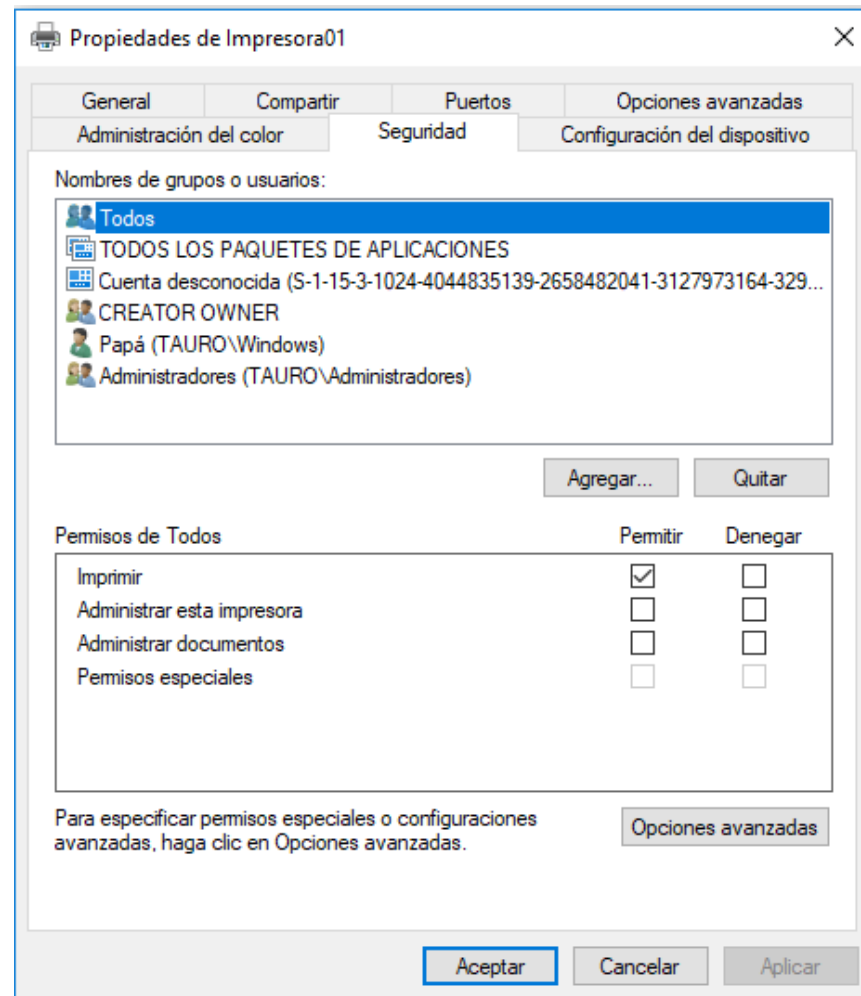 Propiedades de Impresora01
General Compartir Puertos Opciones avanzadas
Administración del color Seguridad Configuración del dispositivo
Nombres de grupos o usuarios:
Todos
TODOS LOS PAQUETES DE APLICACIONES
Cuenta desconocida (S-1-15-3-1024-4044835139-2658482041-3127973164-329...
CREATOR OWNER
Papá (TAURO\Windows)
Administradores (TAURO\Administradores)
Agregar... Quitar
Permisos de Todos Permitir Denegar
Imprimir
Administrar esta impresora
Administrar documentos
Permisos especiales
Para especificar permisos especiales o configuraciones
avanzadas, haga clic en Opciones avanzadas.
Opciones avanzadas
Aceptar Cancelar Aplicar